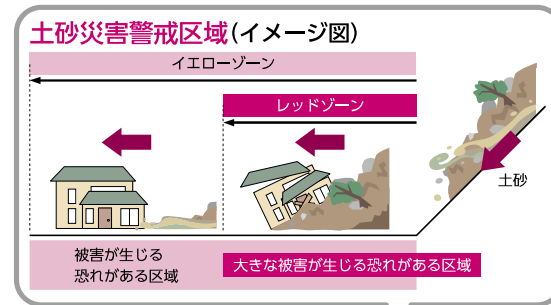 土砂災害警戒区域(イメージ図)
イエローゾーン
レッドゾーン
土砂
被害が生じる
恐れがある区域
大きな被害が生じる恐れがある区域